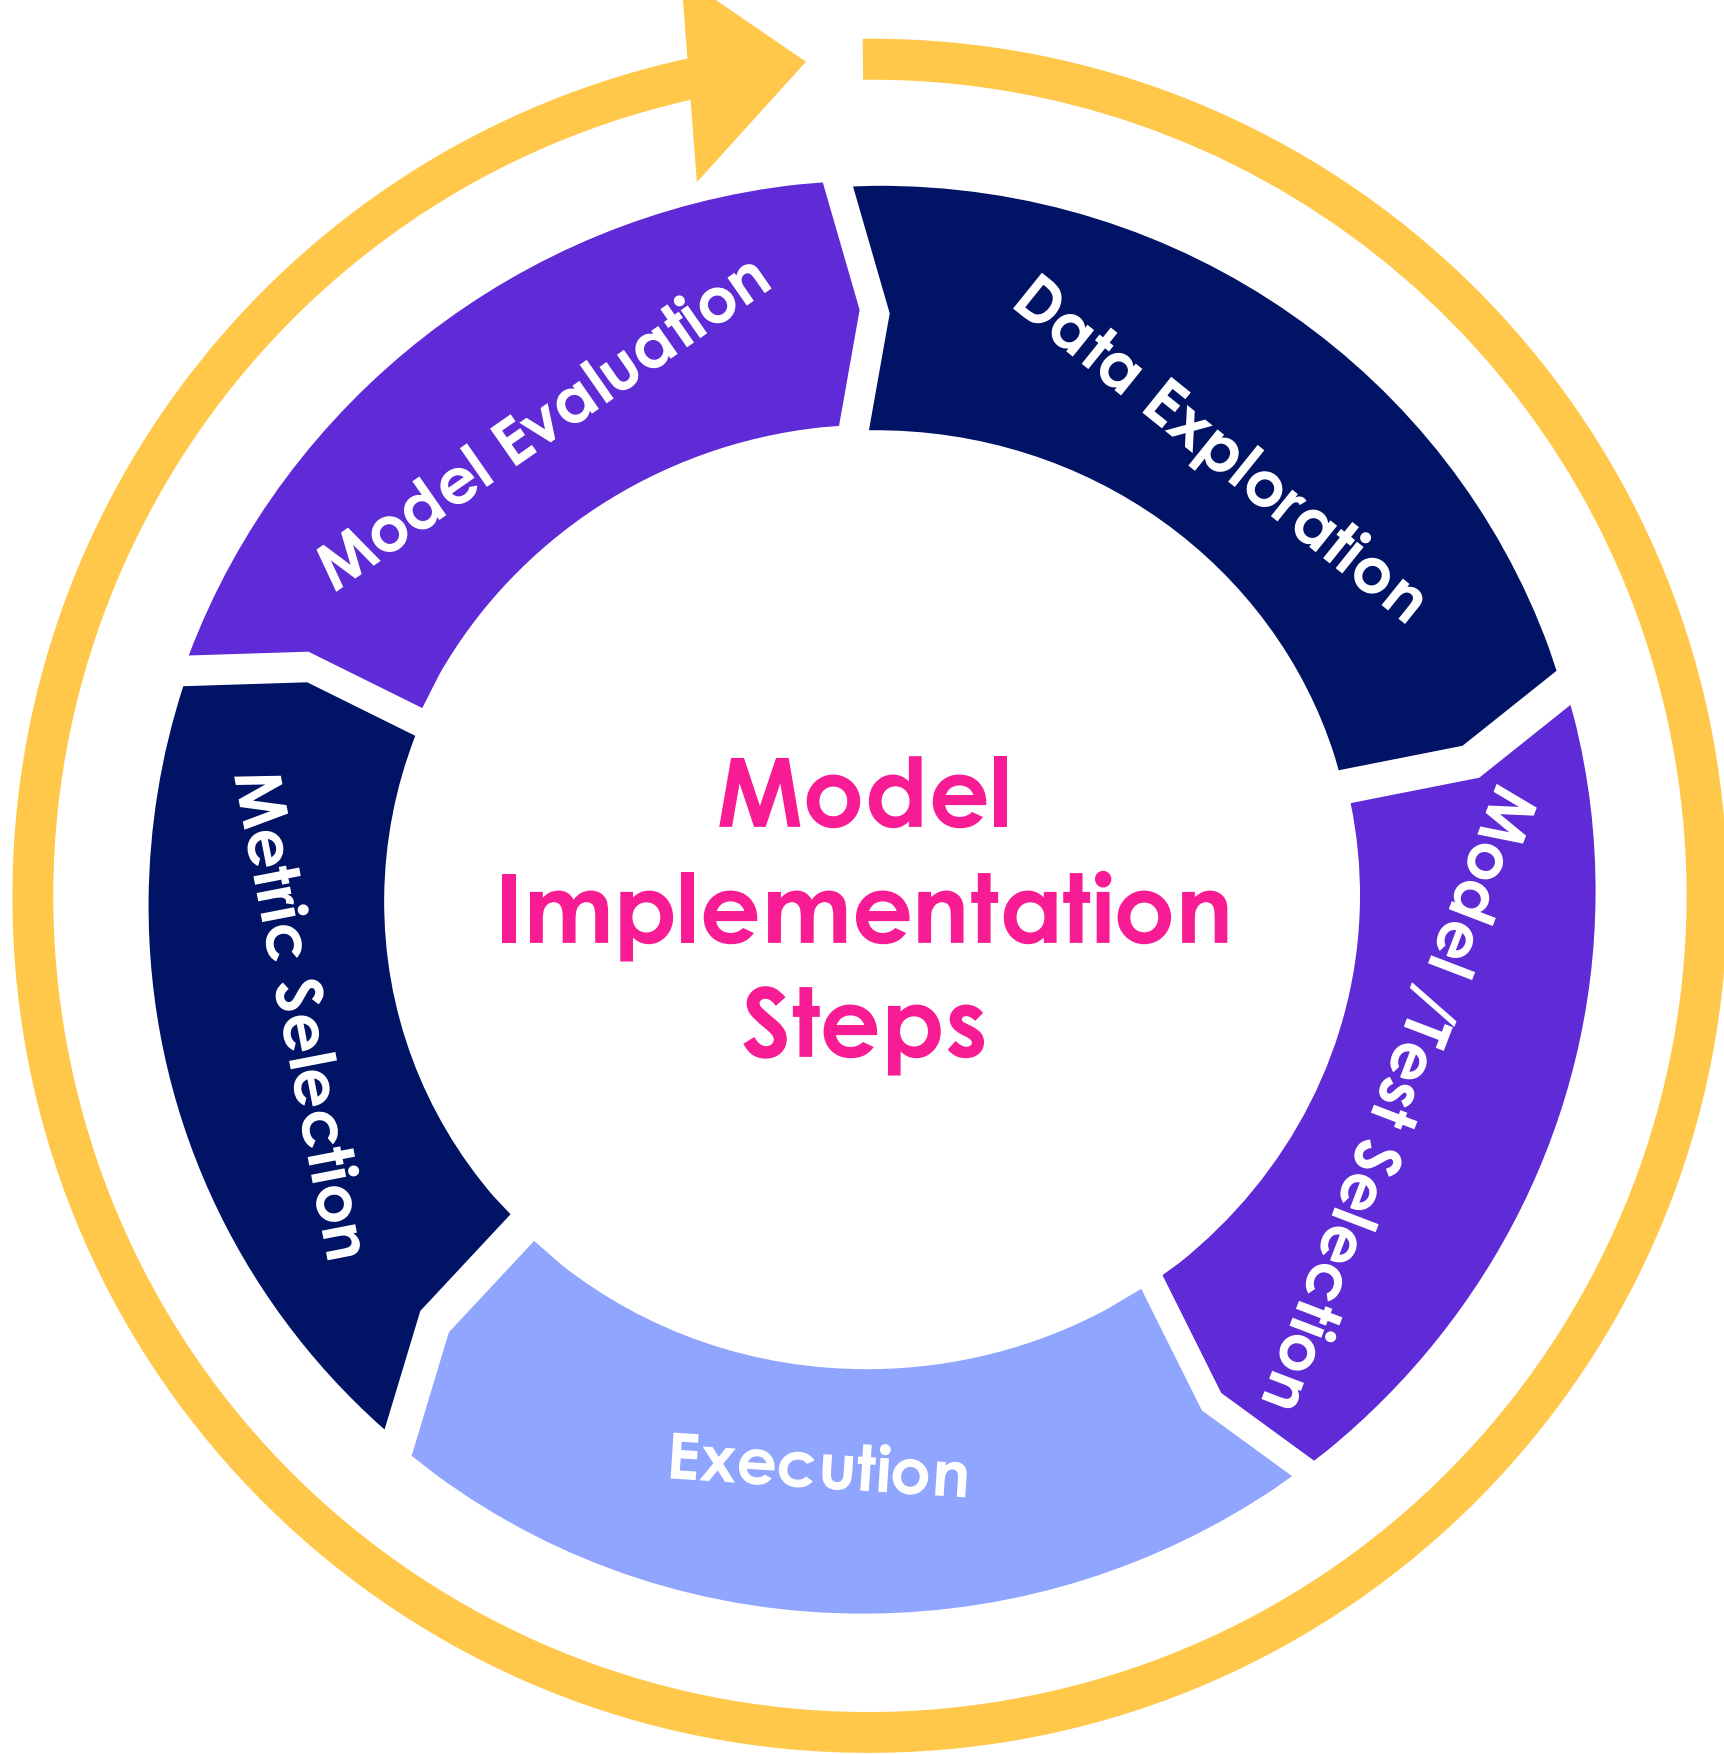 Model
Implementation
Steps
Data Exploration
Model /Test Selection
Execution
Metric Selection
Model Evaluation